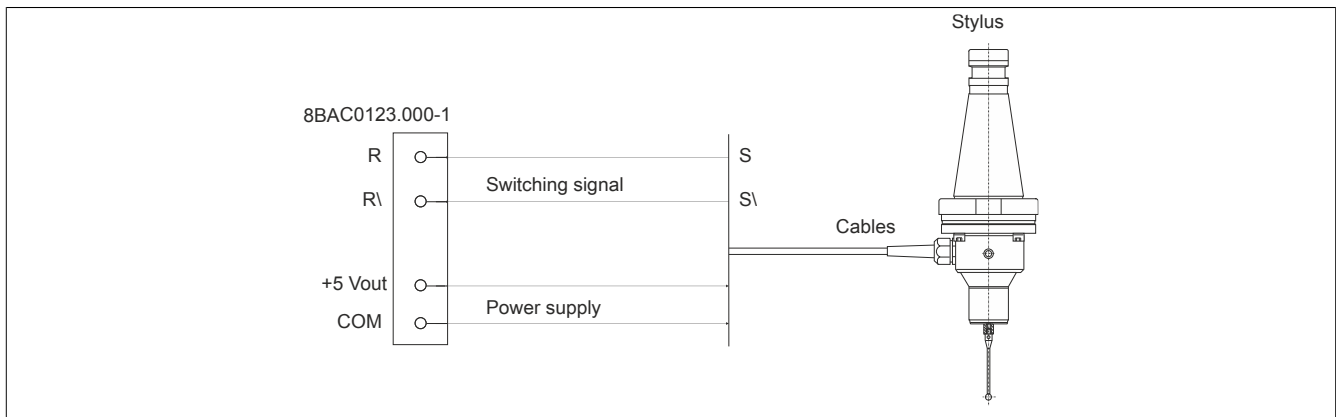 Stylus
8BAC0123.000-1
R
S
Switching signal
R\
S\
Cables
+5 Vout
Power supply
COM